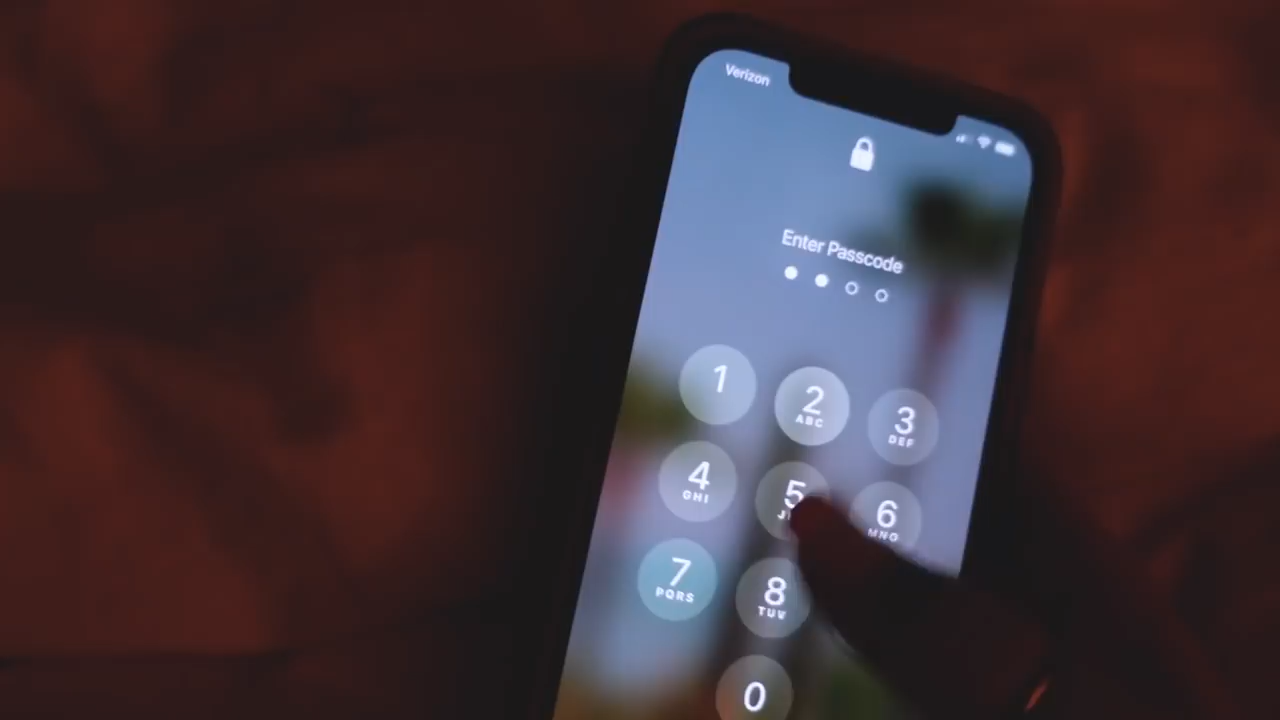 Verizon
Enter Passcode
1
2
ABC
3
DEF
4
GHI
5
6
MNO
7
PQRS
8
TUV
0